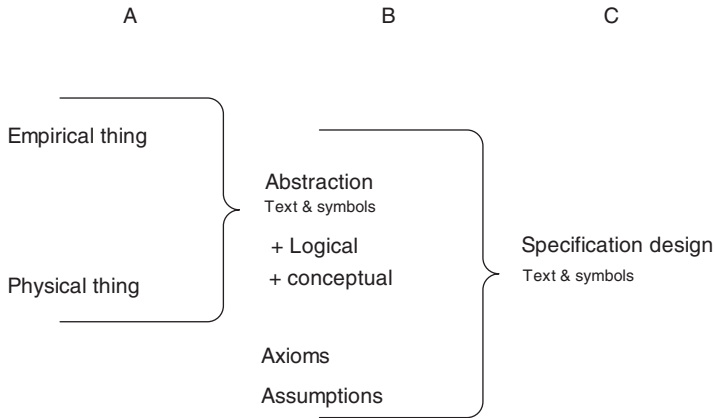 A
B
C
Empirical thing
Physical thing
Abstraction
Text & symbols
+ Logical
+ conceptual
Axioms
Assumptions
Specification design
Text & symbols